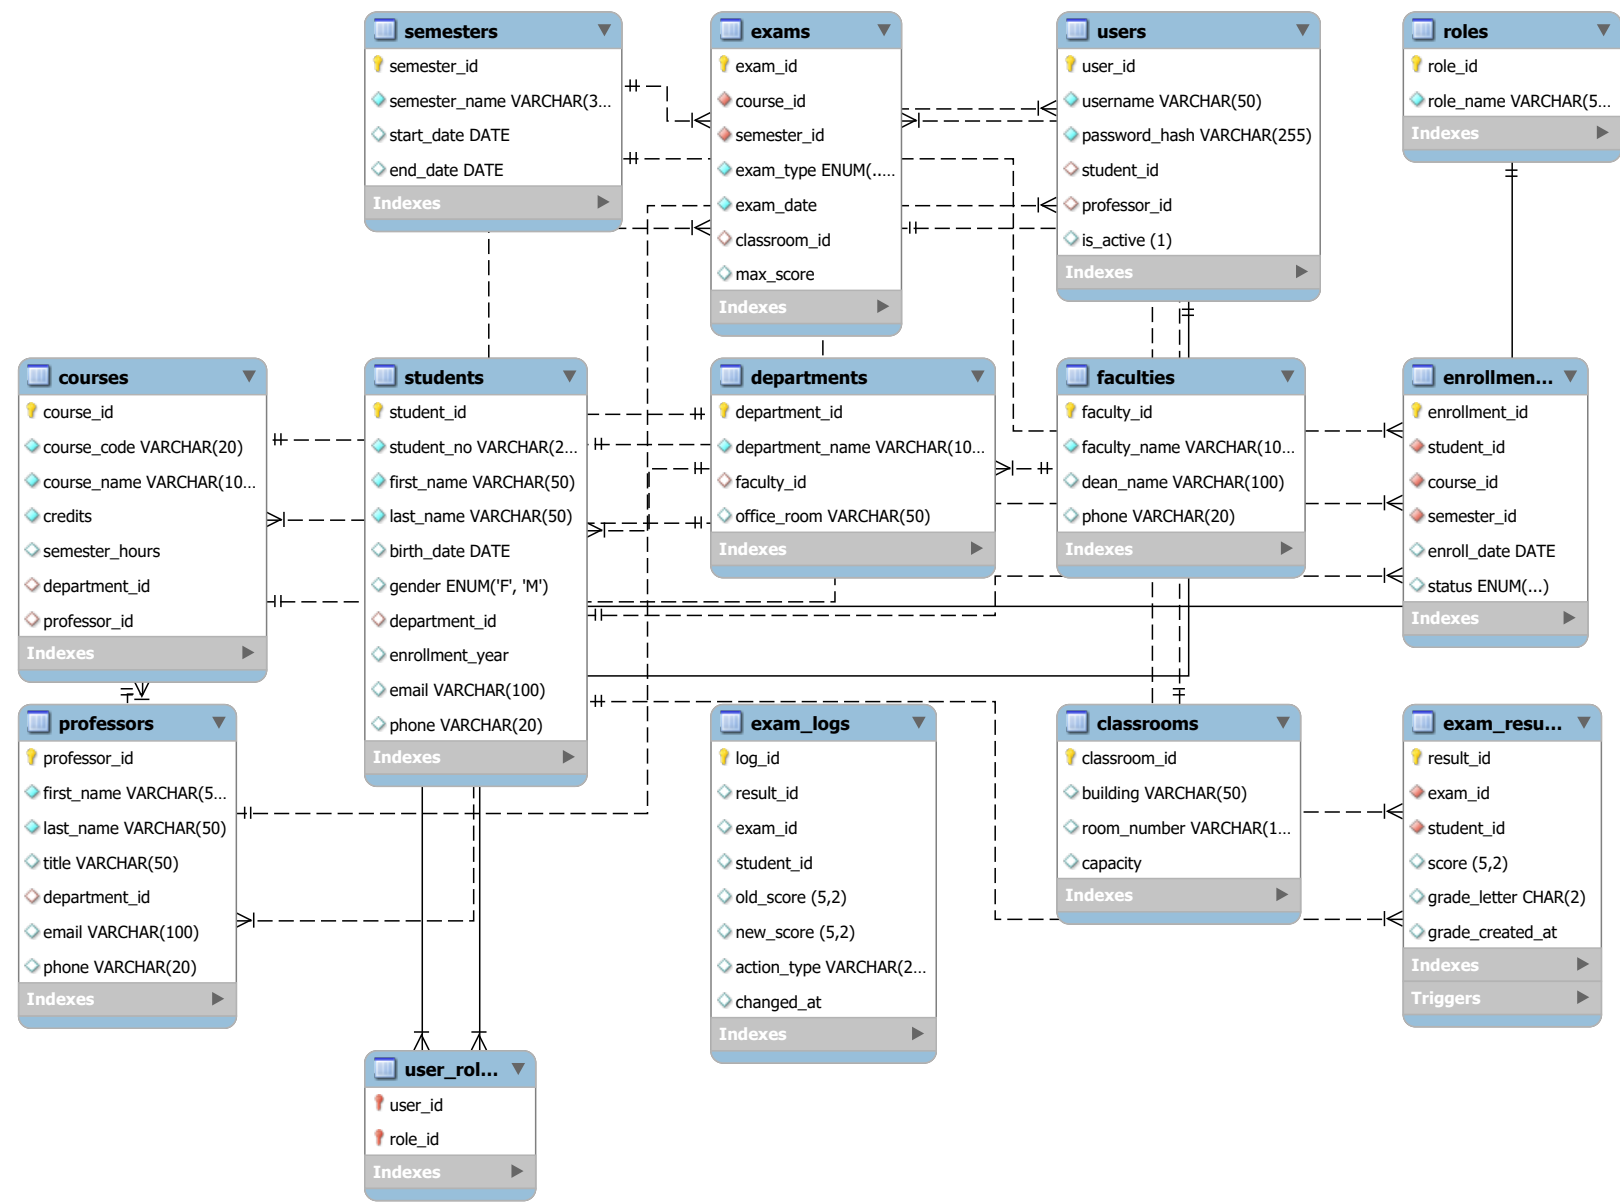 semesters
semester_id
semester_name VARCHAR(3...
start_date DATE
end_date DATE
Indexes
exams
exam_id
course_id
semester_id
exam_type ENUM(.....
exam_date
classroom_id
max_score
Indexes
users
user_id
username VARCHAR(50)
password_hash VARCHAR(255)
student_id
professor_id
is_active (1)
Indexes
roles
role_id
role_name VARCHAR(5...
Indexes
courses
course_id
course_code VARCHAR(20)
course_name VARCHAR(10...
credits
semester_hours
department_id
professor_id
Indexes
students
student_id
student_no VARCHAR(2...
first_name VARCHAR(50)
last_name VARCHAR(50)
birth_date DATE
gender ENUM('F', 'M')
department_id
enrollment_year
email VARCHAR(100)
phone VARCHAR(20)
Indexes
departments
department_id
department_name VARCHAR(10...
faculty_id
office_room VARCHAR(50)
Indexes
faculties
faculty_id
faculty_name VARCHAR(10...
dean_name VARCHAR(100)
phone VARCHAR(20)
Indexes
enrollmen...
enrollment_id
student_id
course_id
semester_id
enroll_date DATE
status ENUM(...)
Indexes
professors
professor_id
first_name VARCHAR(5...
last_name VARCHAR(50)
title VARCHAR(50)
department_id
email VARCHAR(100)
phone VARCHAR(20)
Indexes
exam_logs
log_id
result_id
exam_id
student_id
old_score (5,2)
new_score (5,2)
action_type VARCHAR(2...
changed_at
Indexes
classrooms
classroom_id
building VARCHAR(50)
room_number VARCHAR(1...
capacity
Indexes
exam_resu...
result_id
exam_id
student_id
score (5,2)
grade_letter CHAR(2)
grade_created_at
Indexes
Triggers
user_rol...
user_id
role_id
Indexes